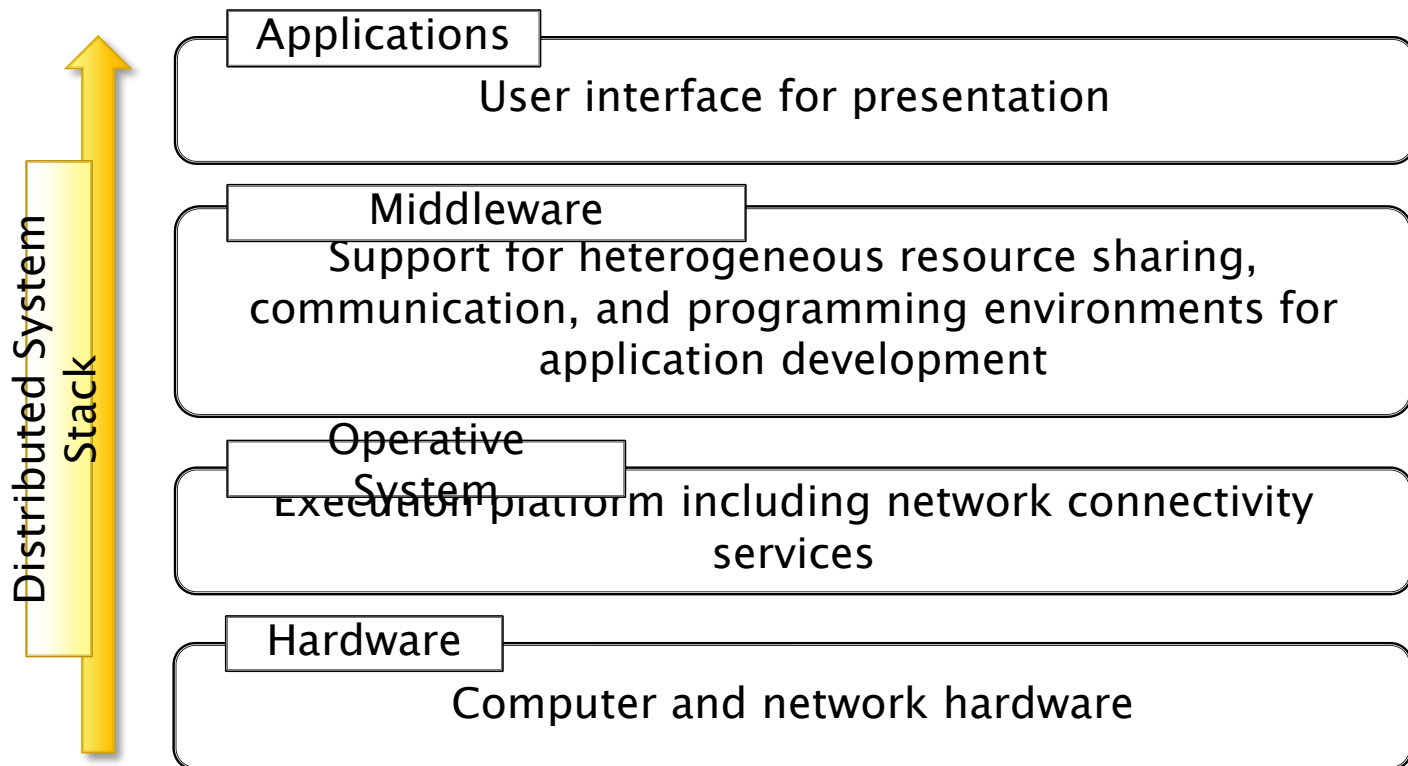 Distributed System
Stack
Applications
User interface for presentation
Middleware
Support for heterogeneous resource sharing,
communication, and programming environments for
application development
Operative
System
Execution platform including network connectivity
services
Hardware
Computer and network hardware